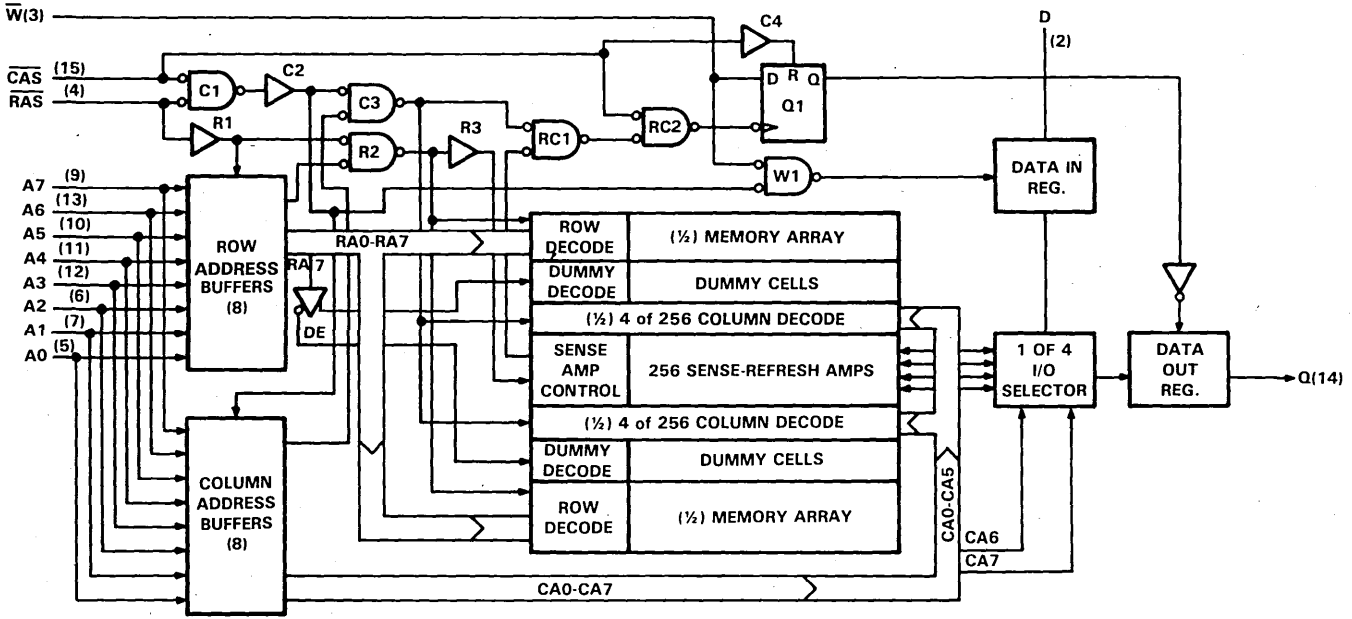 W̅(3)
D
(2)
C4
C̅A̅S̅ (15)
R̅A̅S̅ (4)
C1
C2
C3
D R Q
Q1
R1
R2
R3
RC1
RC2
W1
DATA IN
REG.
A7 (9)
A6 (13)
A5 (10)
A4 (11)
A3 (12)
A2 (6)
A1 (7)
A0 (5)
ROW
ADDRESS
BUFFERS
(8)
RA0-RA7
RA7
DE
ROW
DECODE
(½) MEMORY ARRAY
DUMMY
DECODE
DUMMY CELLS
(½) 4 of 256 COLUMN DECODE
SENSE
AMP
CONTROL
256 SENSE-REFRESH AMPS
(½) 4 of 256 COLUMN DECODE
DUMMY
DECODE
DUMMY CELLS
ROW
DECODE
(½) MEMORY ARRAY
1 OF 4
I/O
SELECTOR
DATA
OUT
REG.
Q(14)
COLUMN
ADDRESS
BUFFERS
(8)
CA0-CA5
CA6
CA7
CA0-CA7